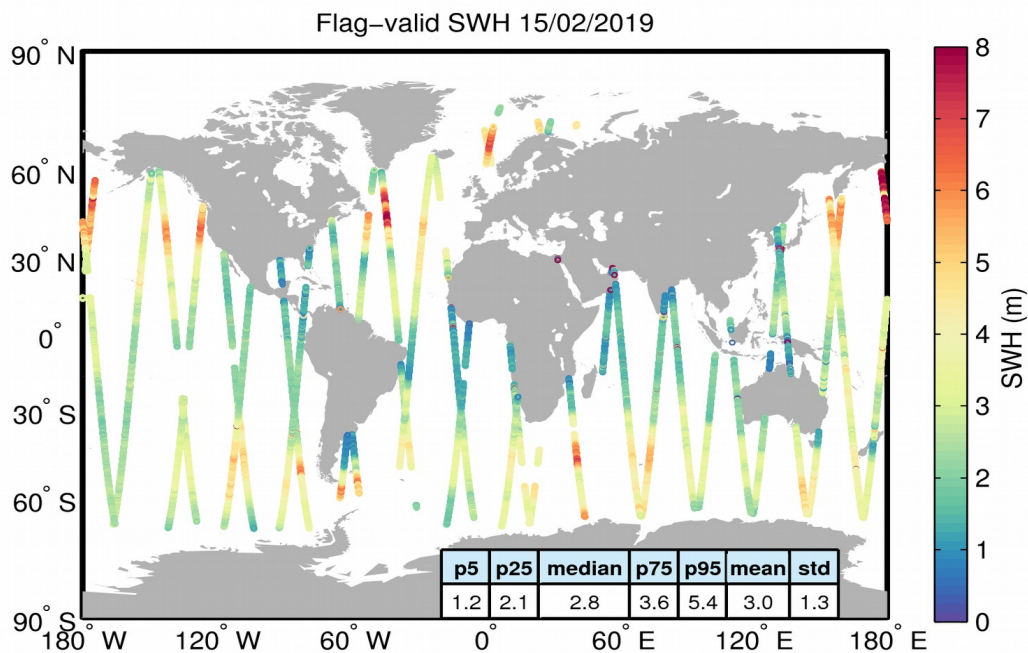 Flag−valid SWH 15/02/2019
90° N
60° N
30° N
0°
30° S
60° S
90° S
180° W
120° W
60° W
0°
60° E
120° E
180° E
p5 p25 median p75 p95 mean std
1.2 2.1 2.8 3.6 5.4 3.0 1.3
8
7
6
5
4
3
2
1
0
SWH (m)